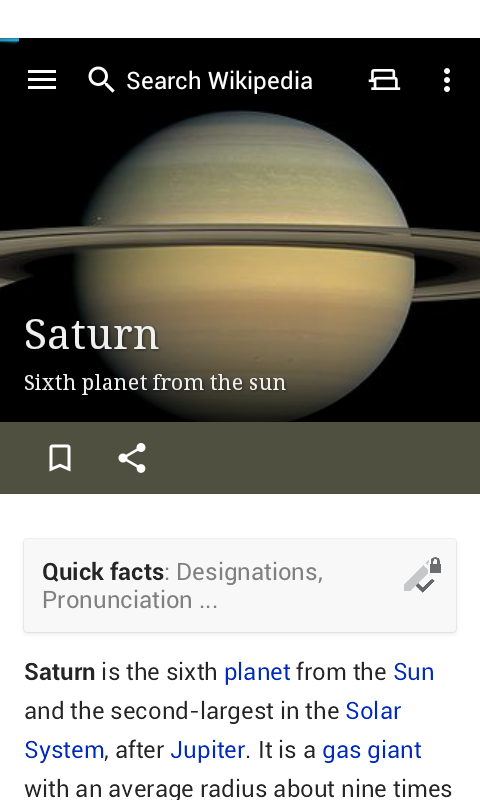 Search Wikipedia
Saturn
Sixth planet from the sun
Quick facts: Designations,
Pronunciation ...
Saturn is the sixth planet from the Sun
and the second-largest in the Solar
System, after Jupiter. It is a gas giant
with an average radius about nine times